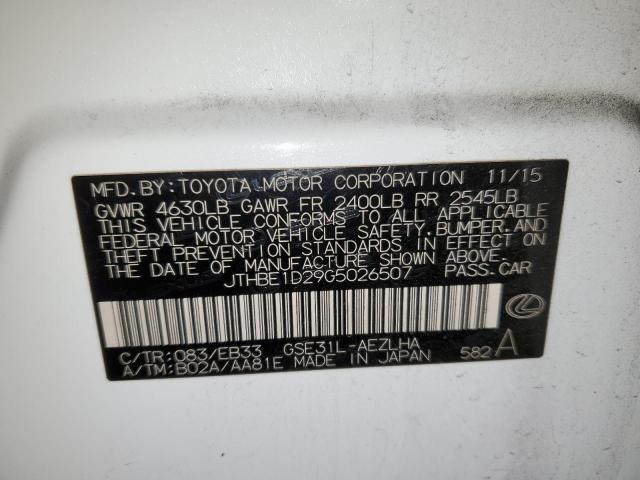 MFD. BY: TOYOTA MOTOR CORPORATION 11/15
GVWR 4630LB GAWR FR 2400LB RR 2545LB
THIS VEHICLE CONFORMS TO ALL APPLICABLE
FEDERAL MOTOR VEHICLE SAFETY, BUMPER, AND
THEFT PREVENTION STANDARDS IN EFFECT ON
THE DATE OF MANUFACTURE SHOWN ABOVE.
JTHBE1D29G5026507 PASS. CAR
C/TR: 083/EB33 GSE31L-AEZLHA
A/TM: B02A/AA81E MADE IN JAPAN 582 A